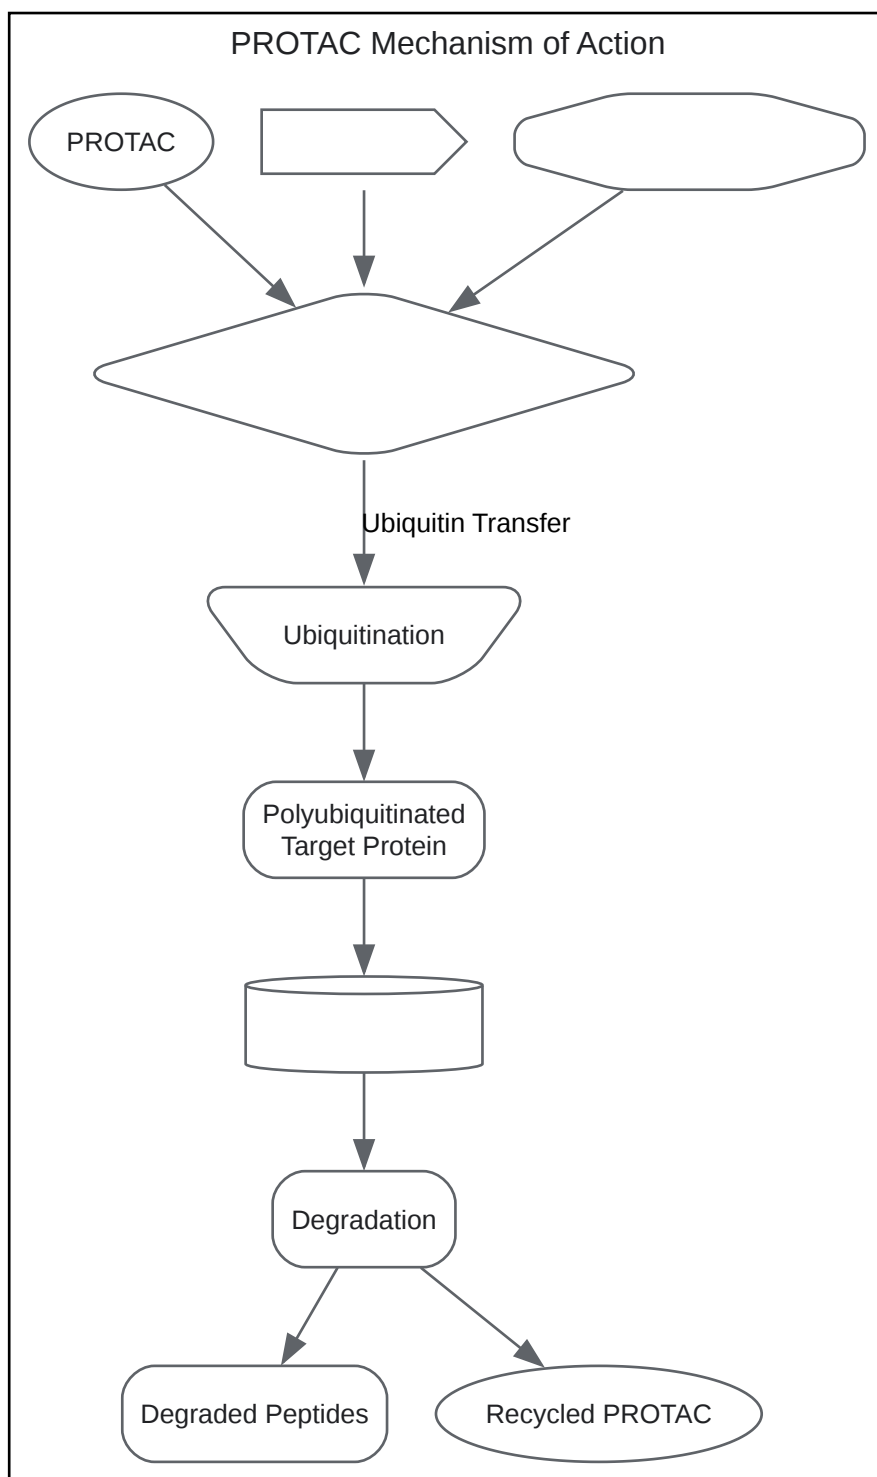 PROTAC Mechanism of Action
PROTAC
Ubiquitin Transfer
Ubiquitination
Polyubiquitinated
Target Protein
Degradation
Degraded Peptides
Recycled PROTAC